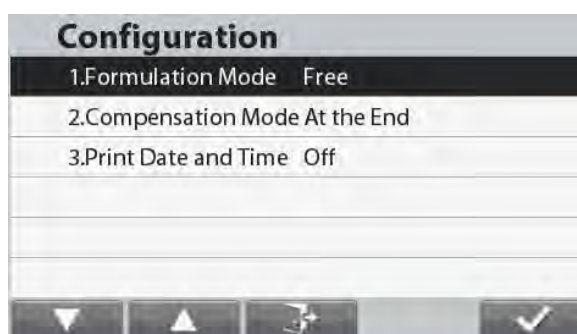 Configuration
1.Formulation Mode Free
2.Compensation Mode At the End
3.Print Date and Time Off